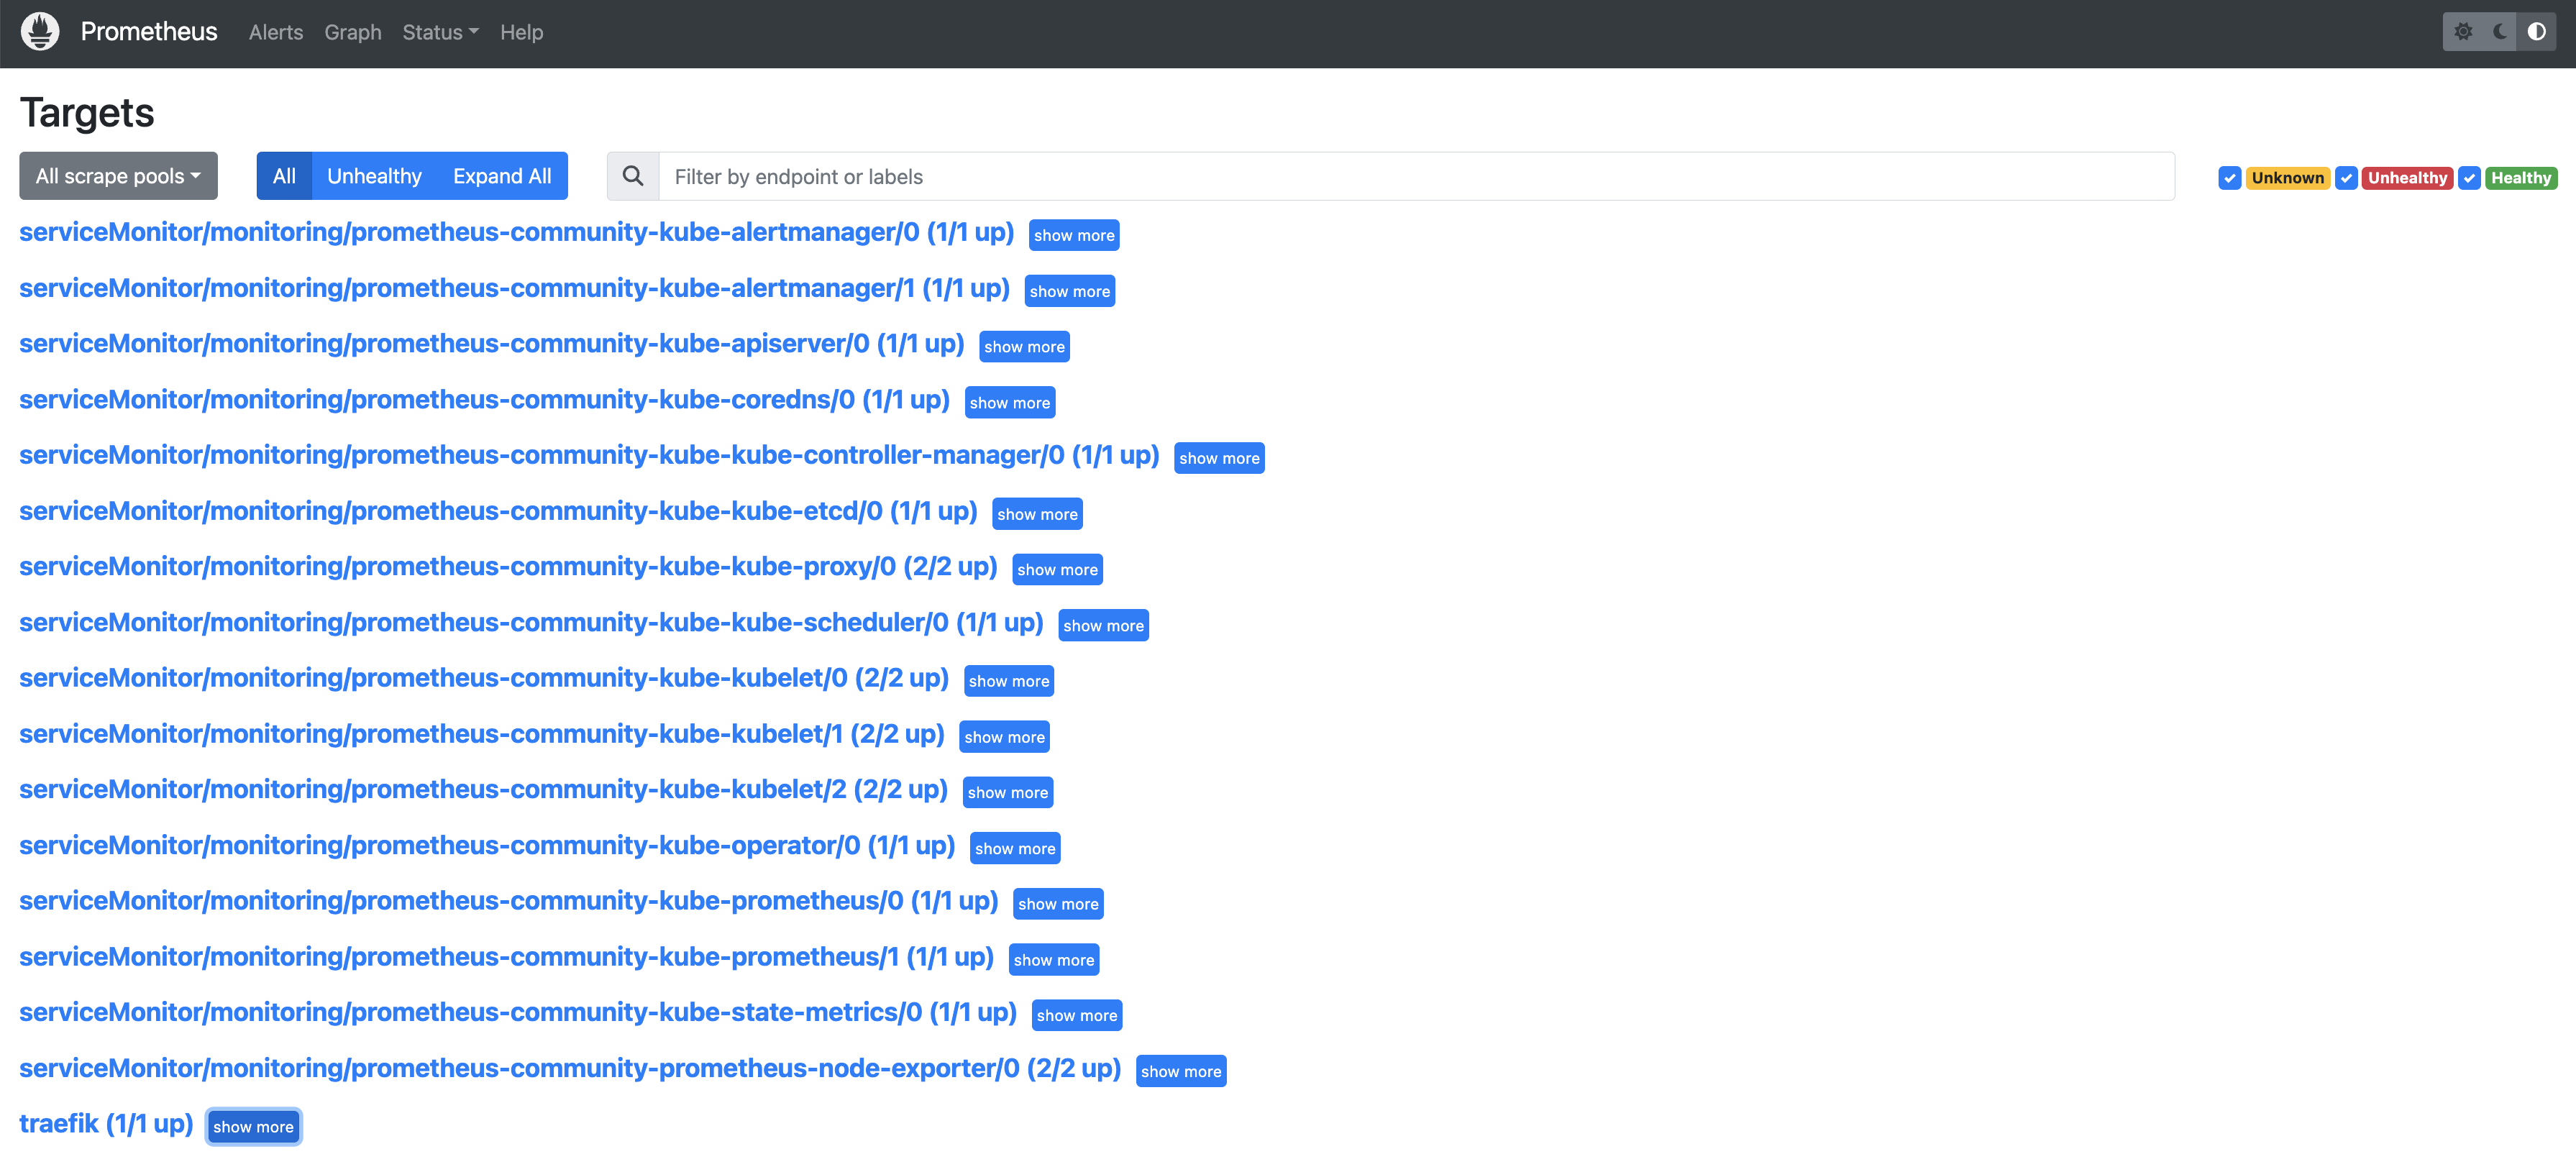 Prometheus Alerts Graph Status Help
Targets
All scrape pools All Unhealthy Expand All Filter by endpoint or labels Unknown Unhealthy Healthy
serviceMonitor/monitoring/prometheus-community-kube-alertmanager/0 (1/1 up) show more
serviceMonitor/monitoring/prometheus-community-kube-alertmanager/1 (1/1 up) show more
serviceMonitor/monitoring/prometheus-community-kube-apiserver/0 (1/1 up) show more
serviceMonitor/monitoring/prometheus-community-kube-coredns/0 (1/1 up) show more
serviceMonitor/monitoring/prometheus-community-kube-kube-controller-manager/0 (1/1 up) show more
serviceMonitor/monitoring/prometheus-community-kube-kube-etcd/0 (1/1 up) show more
serviceMonitor/monitoring/prometheus-community-kube-kube-proxy/0 (2/2 up) show more
serviceMonitor/monitoring/prometheus-community-kube-kube-scheduler/0 (1/1 up) show more
serviceMonitor/monitoring/prometheus-community-kube-kubelet/0 (2/2 up) show more
serviceMonitor/monitoring/prometheus-community-kube-kubelet/1 (2/2 up) show more
serviceMonitor/monitoring/prometheus-community-kube-kubelet/2 (2/2 up) show more
serviceMonitor/monitoring/prometheus-community-kube-operator/0 (1/1 up) show more
serviceMonitor/monitoring/prometheus-community-kube-prometheus/0 (1/1 up) show more
serviceMonitor/monitoring/prometheus-community-kube-prometheus/1 (1/1 up) show more
serviceMonitor/monitoring/prometheus-community-kube-state-metrics/0 (1/1 up) show more
serviceMonitor/monitoring/prometheus-community-prometheus-node-exporter/0 (2/2 up) show more
traefik (1/1 up) show more